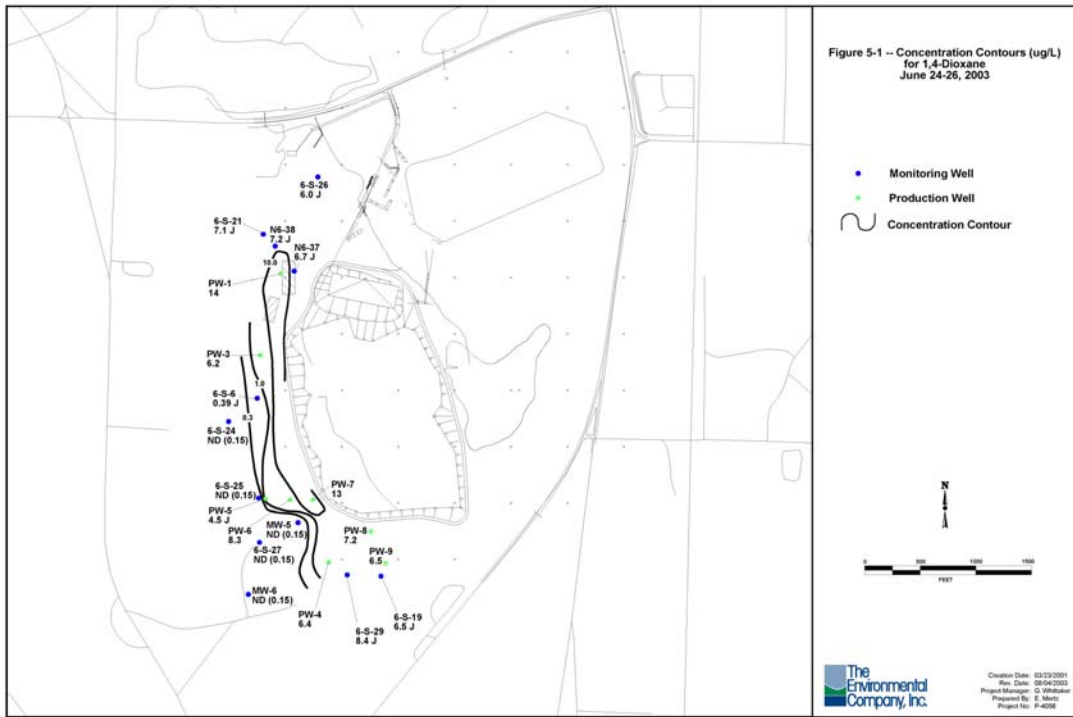 Figure 5-1 -- Concentration Contours (ug/L)
for 1,4-Dioxane
June 24-26, 2003
Monitoring Well
Production Well
Concentration Contour
6-S-26
6.0 J
6-S-21
7.1 J
N6-38
7.2 J
N6-37
6.7 J
10.0
PW-1
14
PW-3
6.2
1.0
6-S-6
0.39 J
0.3
6-S-24
ND (0.15)
6-S-25
ND (0.15)
PW-7
13
PW-5
4.5 J
PW-6
8.3
MW-5
ND (0.15)
PW-8
7.2
6-S-27
ND (0.15)
PW-9
6.5
MW-6
ND (0.15)
PW-4
6.4
6-S-29
8.4 J
6-S-19
6.5 J
N
0 500 1000 1500
FEET
The
Environmental
Company, Inc.
Creation Date: 03/23/2001
Rev. Date: 08/04/2003
Project Manager: G. Whittaker
Prepared By: E. Mertz
Project No: P-4056